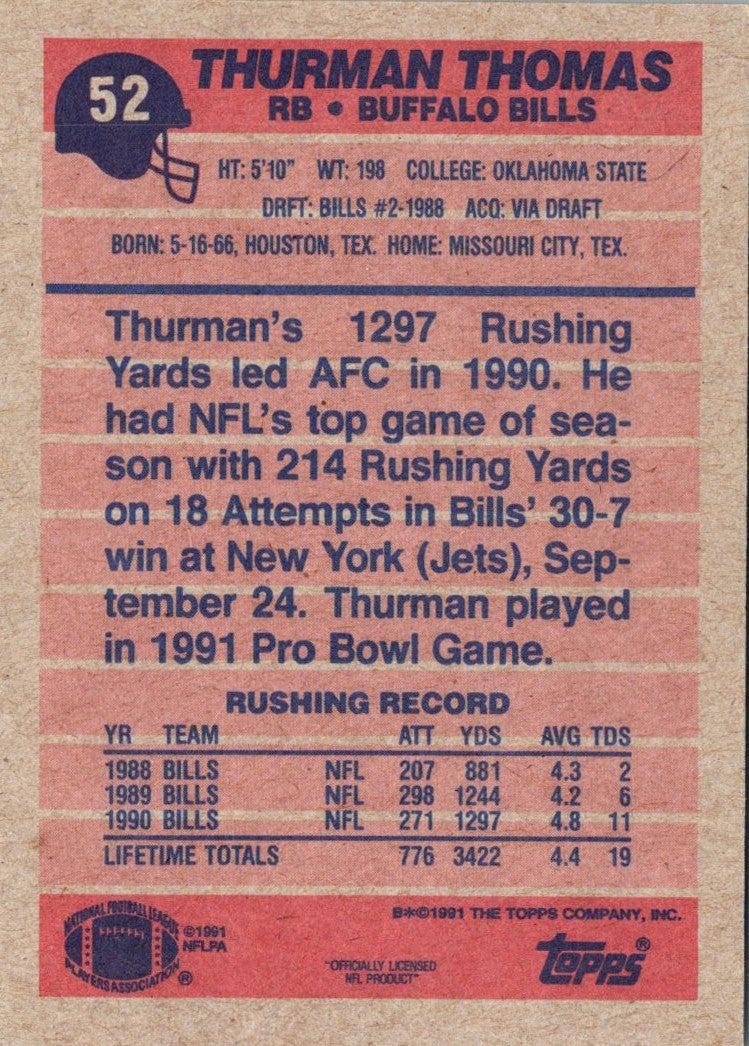 52
THURMAN THOMAS
RB • BUFFALO BILLS
HT: 5'10" WT: 198 COLLEGE: OKLAHOMA STATE
DRFT: BILLS #2-1988 ACQ: VIA DRAFT
BORN: 5-16-66, HOUSTON, TEX. HOME: MISSOURI CITY, TEX.
Thurman's 1297 Rushing
Yards led AFC in 1990. He
had NFL's top game of sea-
son with 214 Rushing Yards
on 18 Attempts in Bills' 30-7
win at New York (Jets), Sep-
tember 24. Thurman played
in 1991 Pro Bowl Game.
RUSHING RECORD
YR TEAM ATT YDS AVG TDS
1988 BILLS NFL 207 881 4.3 2
1989 BILLS NFL 298 1244 4.2 6
1990 BILLS NFL 271 1297 4.8 11
LIFETIME TOTALS 776 3422 4.4 19
NATIONAL FOOTBALL LEAGUE
PLAYERS ASSOCIATION ®
©1991
NFLPA
"OFFICIALLY LICENSED
NFL PRODUCT"
B*©1991 THE TOPPS COMPANY, INC.
topps®